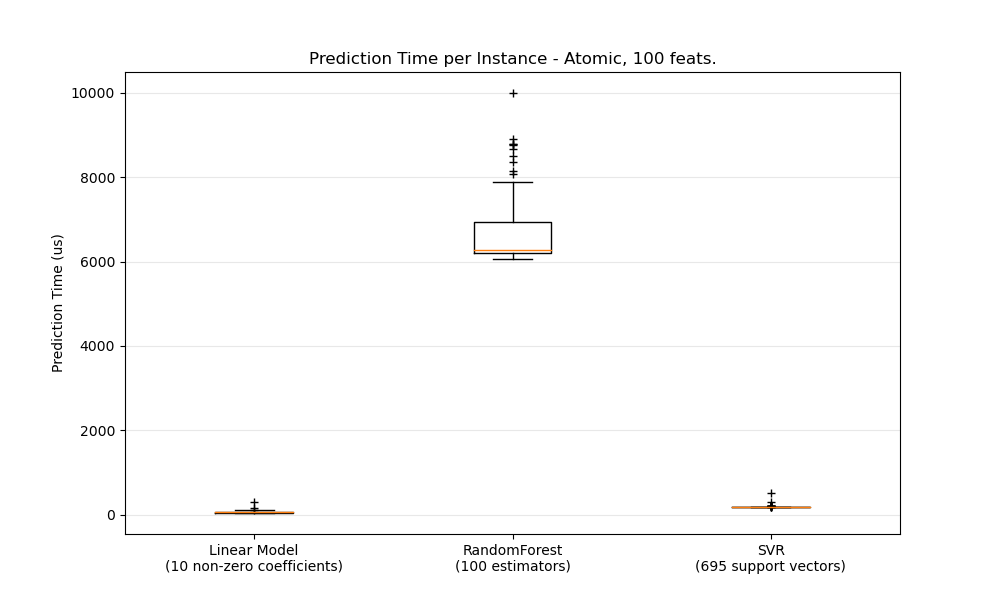 Prediction Time per Instance - Atomic, 100 feats.
Prediction Time (us)
10000
8000
6000
4000
2000
0
Linear Model
(10 non-zero coefficients)
RandomForest
(100 estimators)
SVR
(695 support vectors)